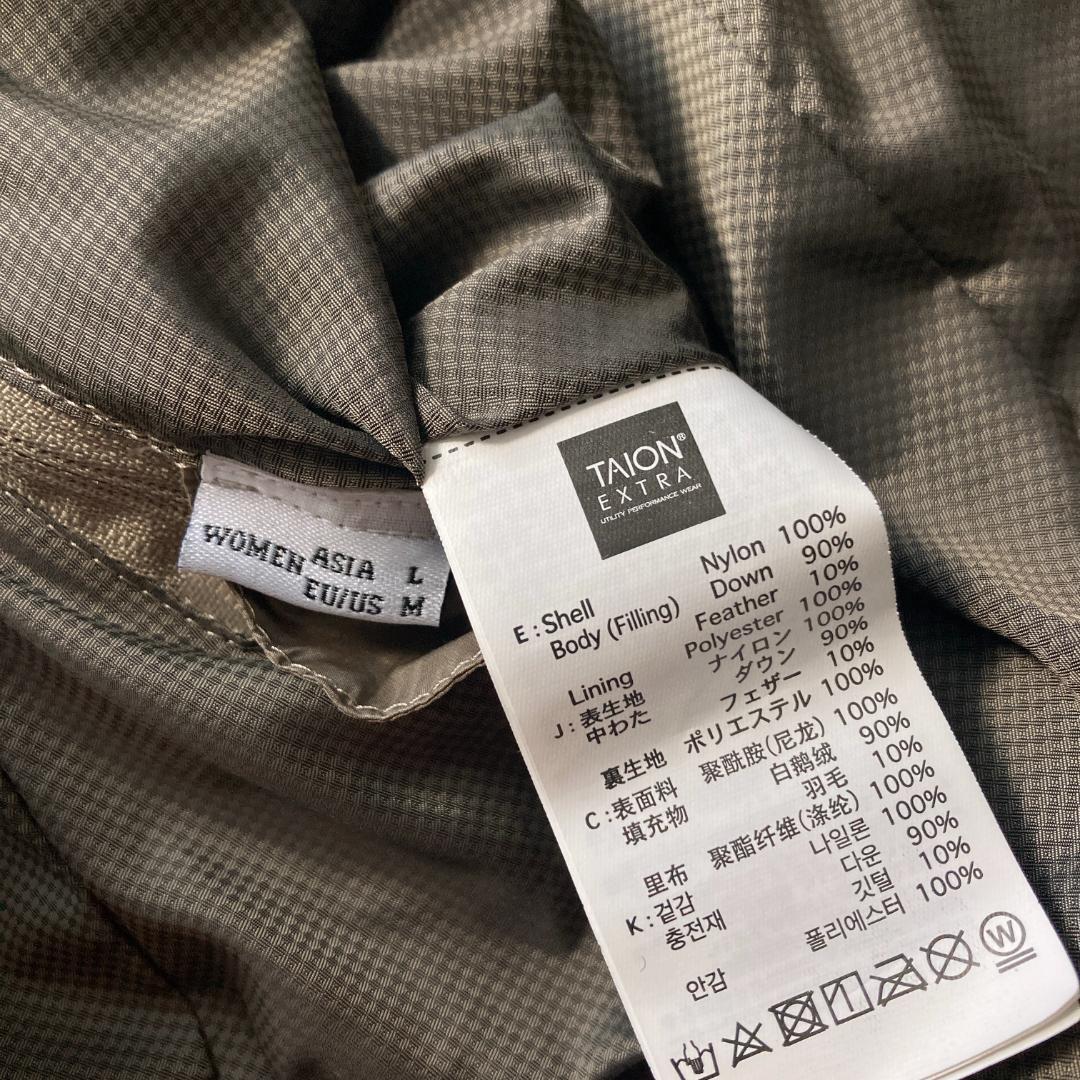 WOMEN ASIA L
EU/US M
TAION®
EXTRA
UTILITY PERFORMANCE WEAR
E : Shell Nylon 100%
Body (Filling) Down 90%
Feather 10%
Lining Polyester 100%
J : 表生地 ナイロン 100%
中わた ダウン 90%
フェザー 10%
裏生地 ポリエステル 100%
C : 表面料 聚酰胺(尼龙) 100%
填充物 白鹅绒 90%
羽毛 10%
里布 聚酯纤维(涤纶) 100%
K : 겉감 나일론 100%
충전재 다운 90%
깃털 10%
안감 폴리에스터 100%
W